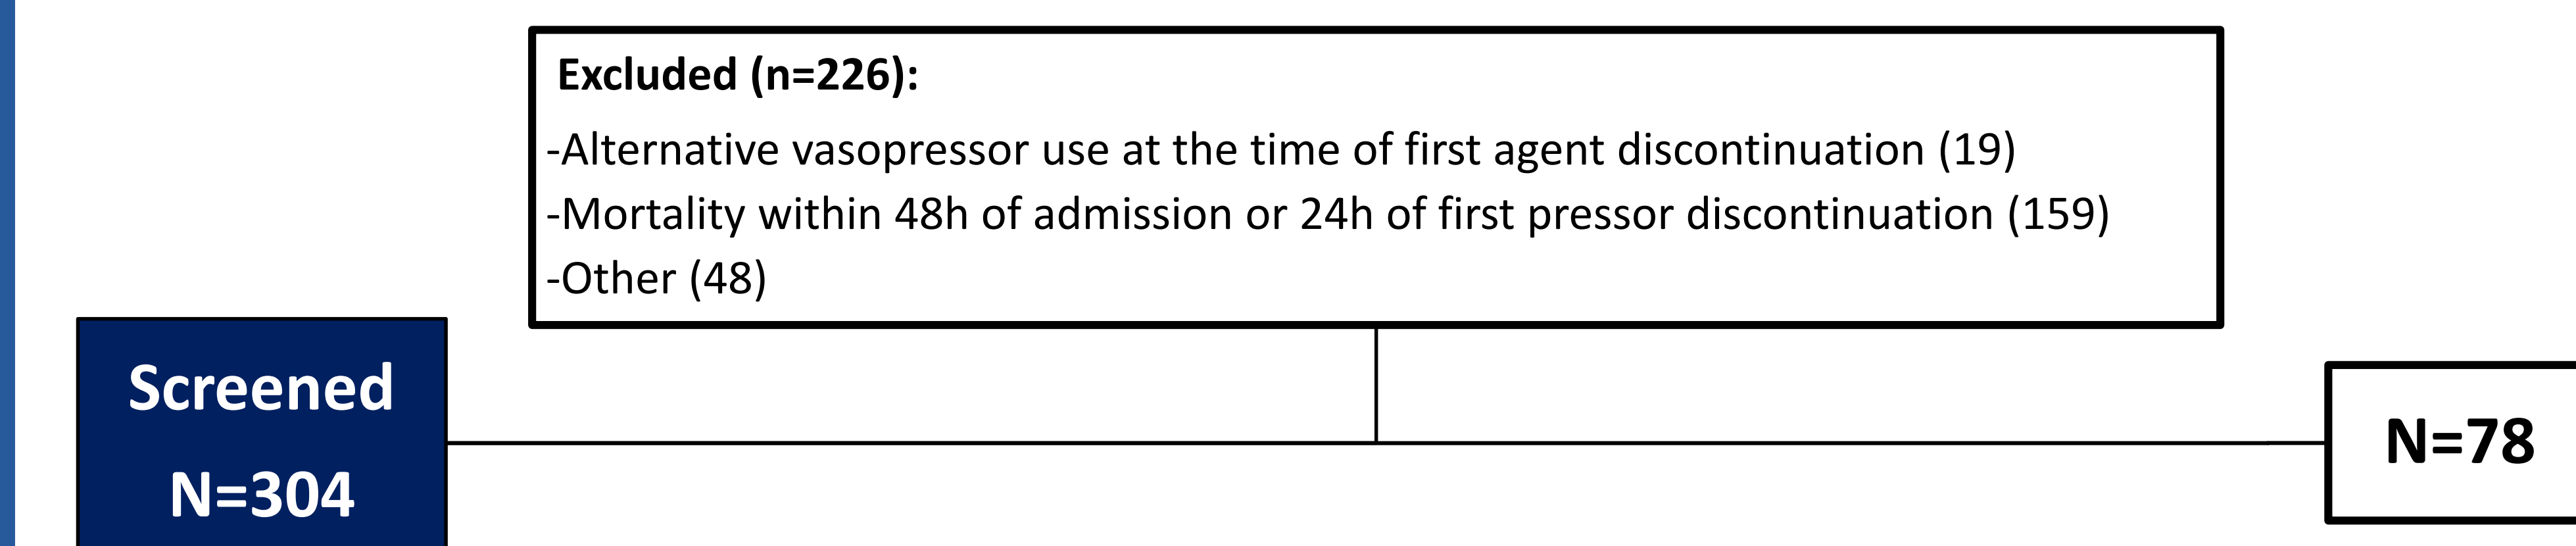 Excluded (n=226):
-Alternative vasopressor use at the time of first agent discontinuation (19)
-Mortality within 48h of admission or 24h of first pressor discontinuation (159)
-Other (48)
Screened
N=304
N=78